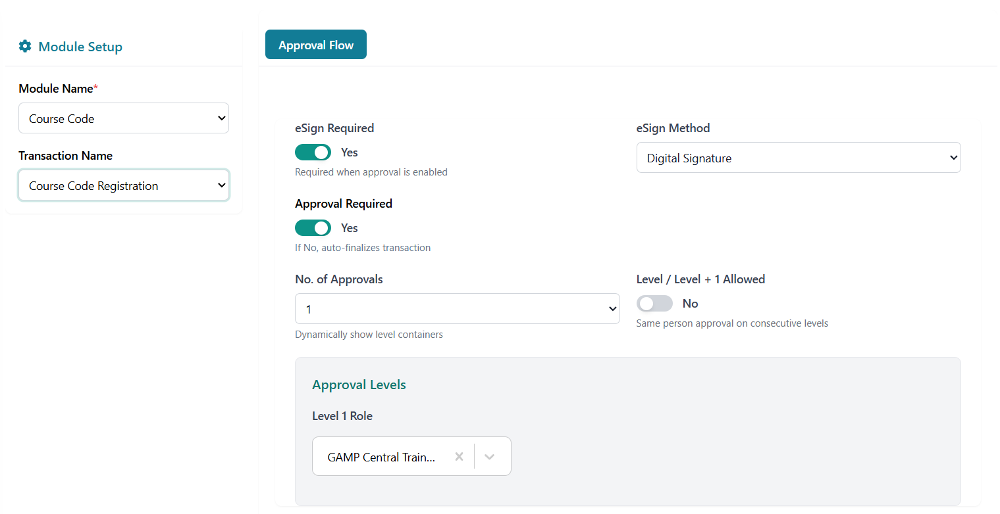 Module Setup
Module Name*
Course Code
Transaction Name
Course Code Registration
Approval Flow
eSign Required
Yes
Required when approval is enabled
eSign Method
Digital Signature
Approval Required
Yes
If No, auto-finalizes transaction
No. of Approvals
1
Dynamically show level containers
Level / Level + 1 Allowed
No
Same person approval on consecutive levels
Approval Levels
Level 1 Role
GAMP Central Train...